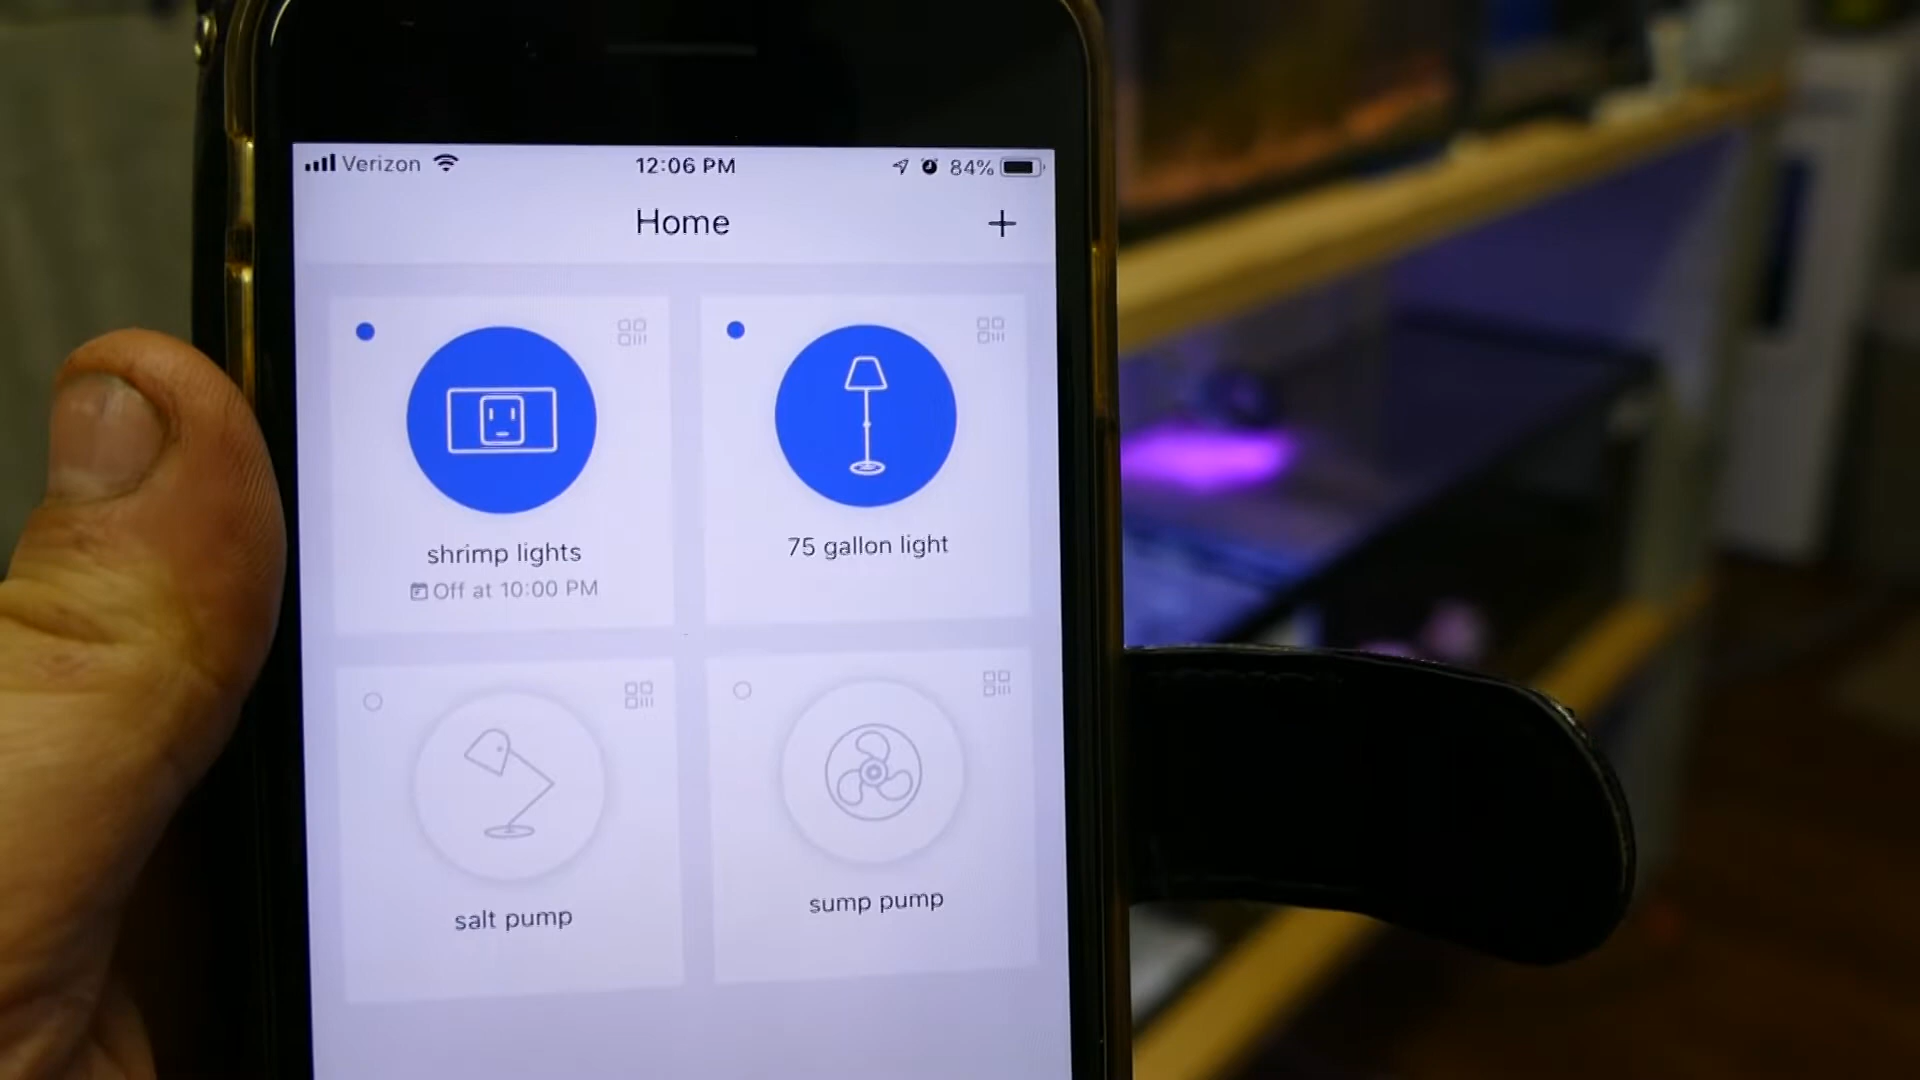 Verizon 12:06 PM 84%
Home +
shrimp lights
Off at 10:00 PM
75 gallon light
salt pump
sump pump